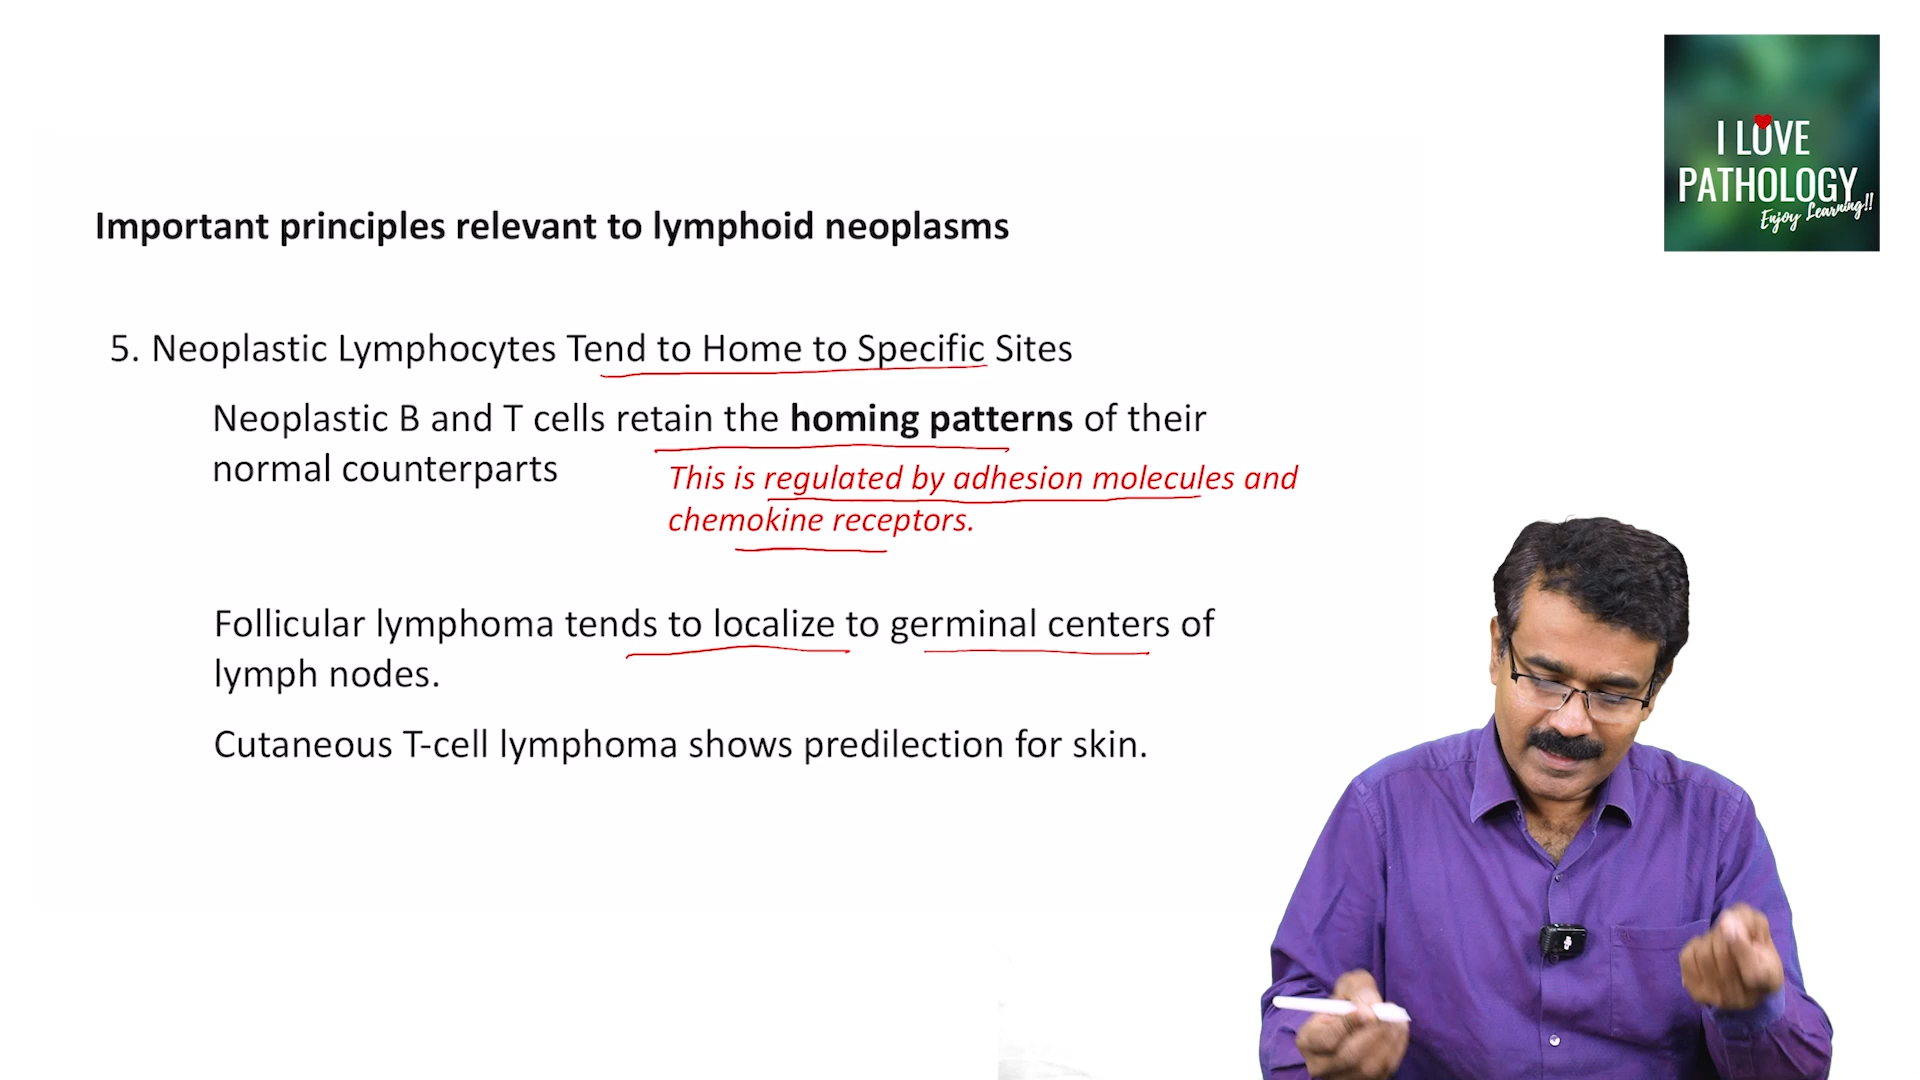 I LOVE
PATHOLOGY
Enjoy Learning!!
Important principles relevant to lymphoid neoplasms
5. Neoplastic Lymphocytes Tend to Home to Specific Sites
Neoplastic B and T cells retain the homing patterns of their
normal counterparts
This is regulated by adhesion molecules and
chemokine receptors.
Follicular lymphoma tends to localize to germinal centers of
lymph nodes.
Cutaneous T-cell lymphoma shows predilection for skin.